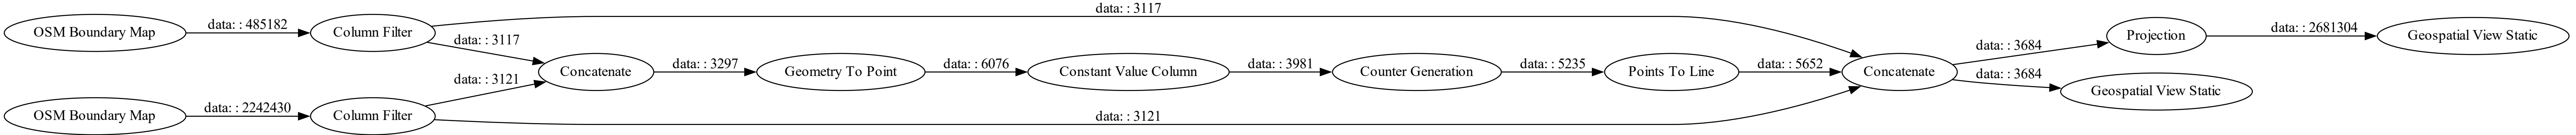 OSM Boundary Map
data: : 485182
Column Filter
data: : 3117
data: : 3117
OSM Boundary Map
data: : 2242430
Column Filter
data: : 3121
data: : 3121
Concatenate
data: : 3297
Geometry To Point
data: : 6076
Constant Value Column
data: : 3981
Counter Generation
data: : 5235
Points To Line
data: : 5652
Concatenate
data: : 3684
data: : 3684
Projection
data: : 2681304
Geospatial View Static
Geospatial View Static